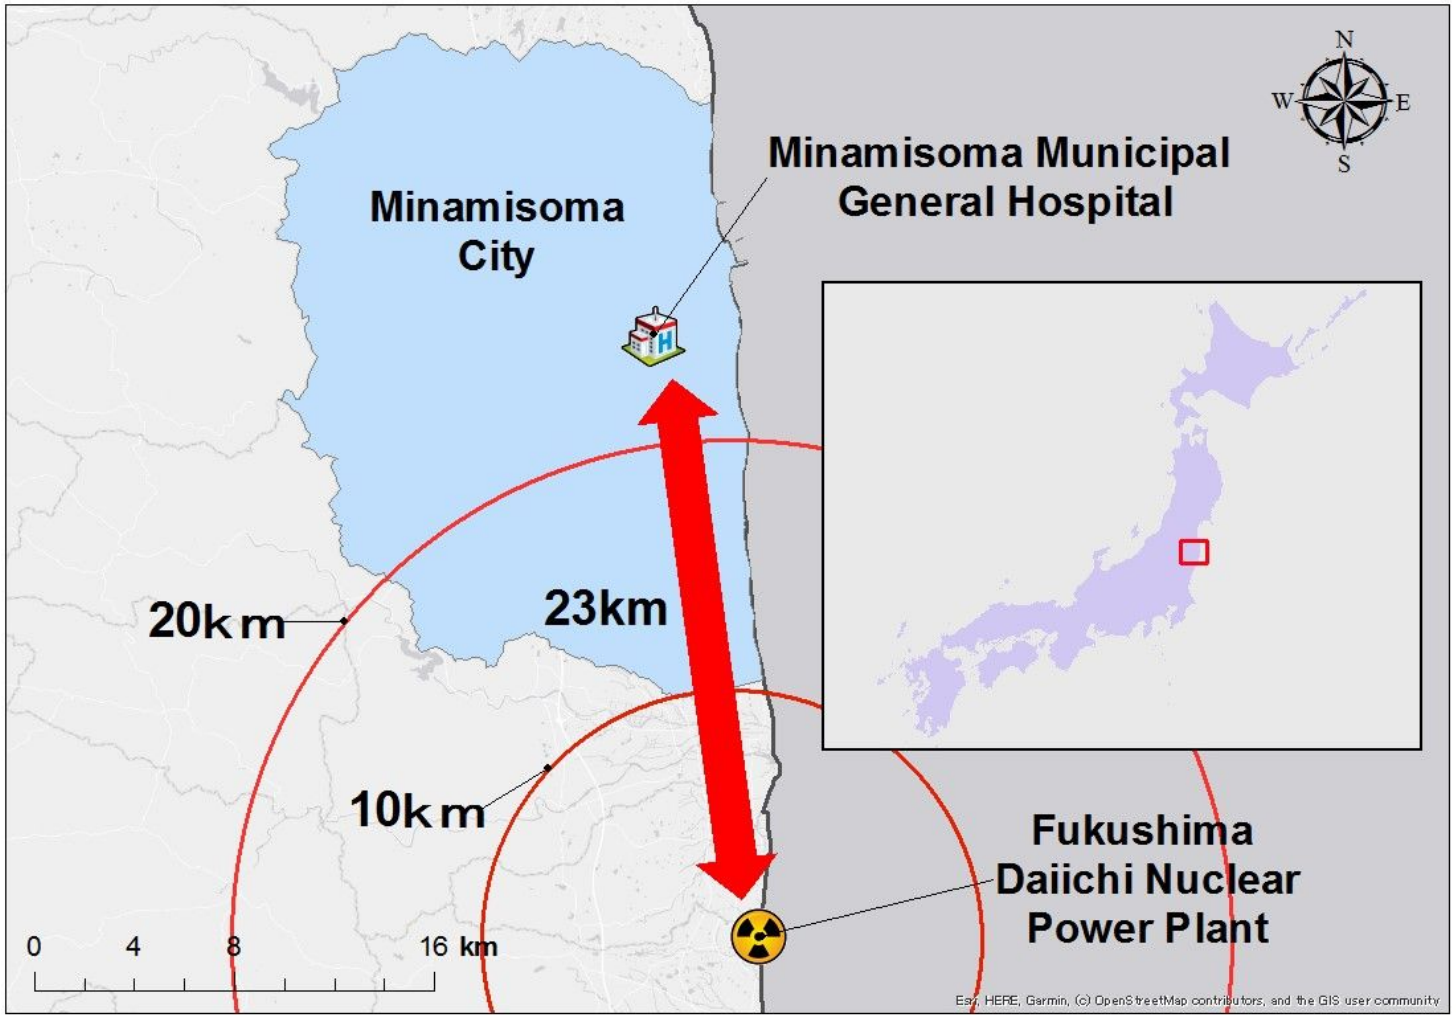 N
W E
S
Minamisoma Municipal
General Hospital
Minamisoma
City
H
20km
23km
10km
Fukushima
Daiichi Nuclear
Power Plant
0 4 8 16 km
Esri, HERE, Garmin, (c) OpenStreetMap contributors, and the GIS user community